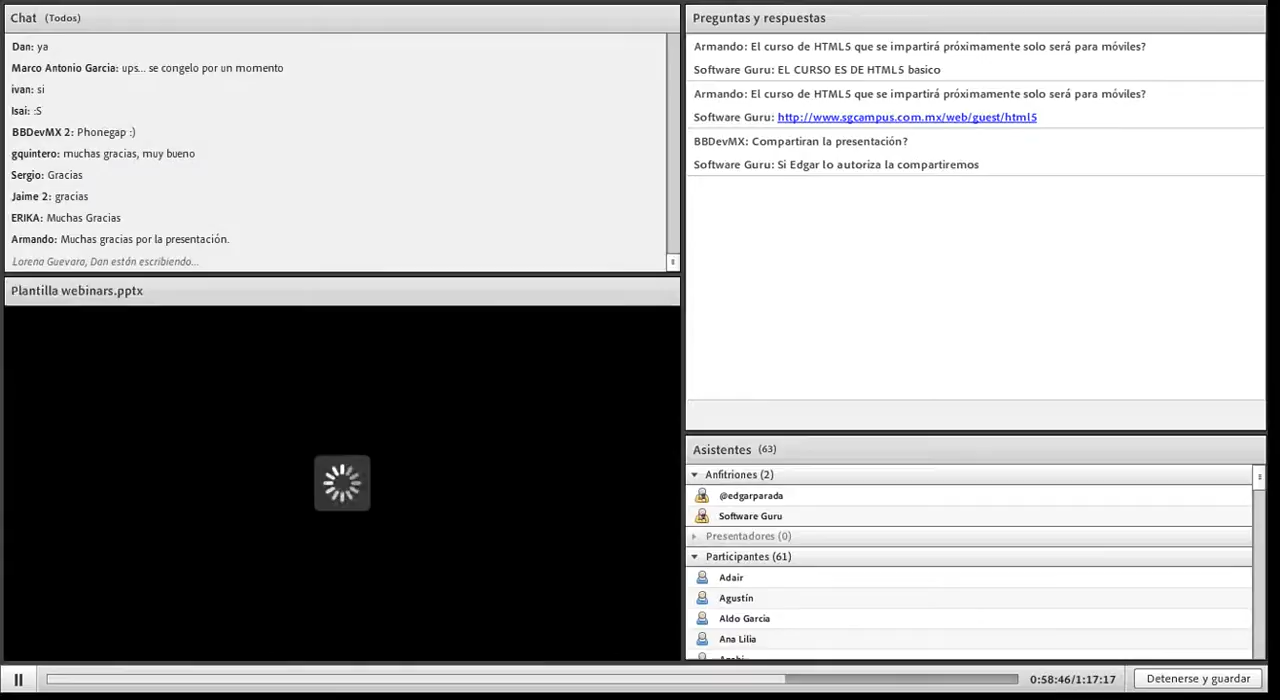 Chat (Todos)
Dan: ya
Marco Antonio Garcia: ups... se congelo por un momento
ivan: si
Isai: :S
BBDevMX 2: Phonegap :)
gquintero: muchas gracias, muy bueno
Sergio: Gracias
Jaime 2: gracias
ERIKA: Muchas Gracias
Armando: Muchas gracias por la presentación.
Lorena Guevara, Dan están escribiendo...
Plantilla webinars.pptx
Preguntas y respuestas
Armando: El curso de HTML5 que se impartirá próximamente solo será para móviles?
Software Guru: EL CURSO ES DE HTML5 basico
Armando: El curso de HTML5 que se impartirá próximamente solo será para móviles?
Software Guru: http://www.sgcampus.com.mx/web/guest/html5
BBDevMX: Compartiran la presentación?
Software Guru: Si Edgar lo autoriza la compartiremos
Asistentes (63)
Anfitriones (2)
@edgarparada
Software Guru
Presentadores (0)
Participantes (61)
Adair
Agustín
Aldo Garcia
Ana Lilia
0:58:46/1:17:17
Detenerse y guardar